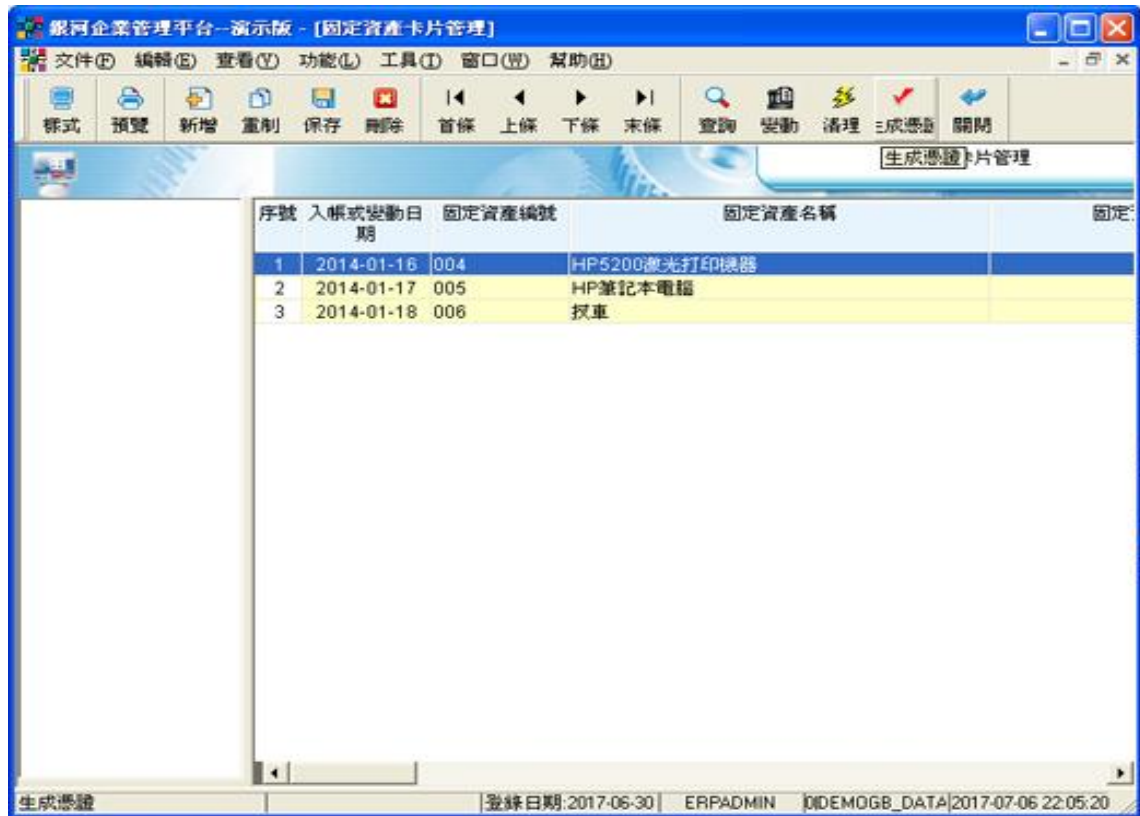 銀河企業管理平台--演示版 - [固定資產卡片管理]
文件(F) 編輯(E) 查看(V) 功能(L) 工具(T) 窗口(W) 幫助(H)
樣式 預覽 新增 重制 保存 刪除 首條 上條 下條 末條 查詢 變動 清理 生成憑證 關閉
生成憑證 卡片管理
序號 入帳或變動日期 固定資產編號 固定資產名稱 固定
1 2014-01-16 004 HP5200激光打印機器
2 2014-01-17 005 HP筆記本電腦
3 2014-01-18 006 扠車
生成憑證 登錄日期:2017-06-30 ERPADMIN 0|DEMOGB_DATA 2017-07-06 22:05:20